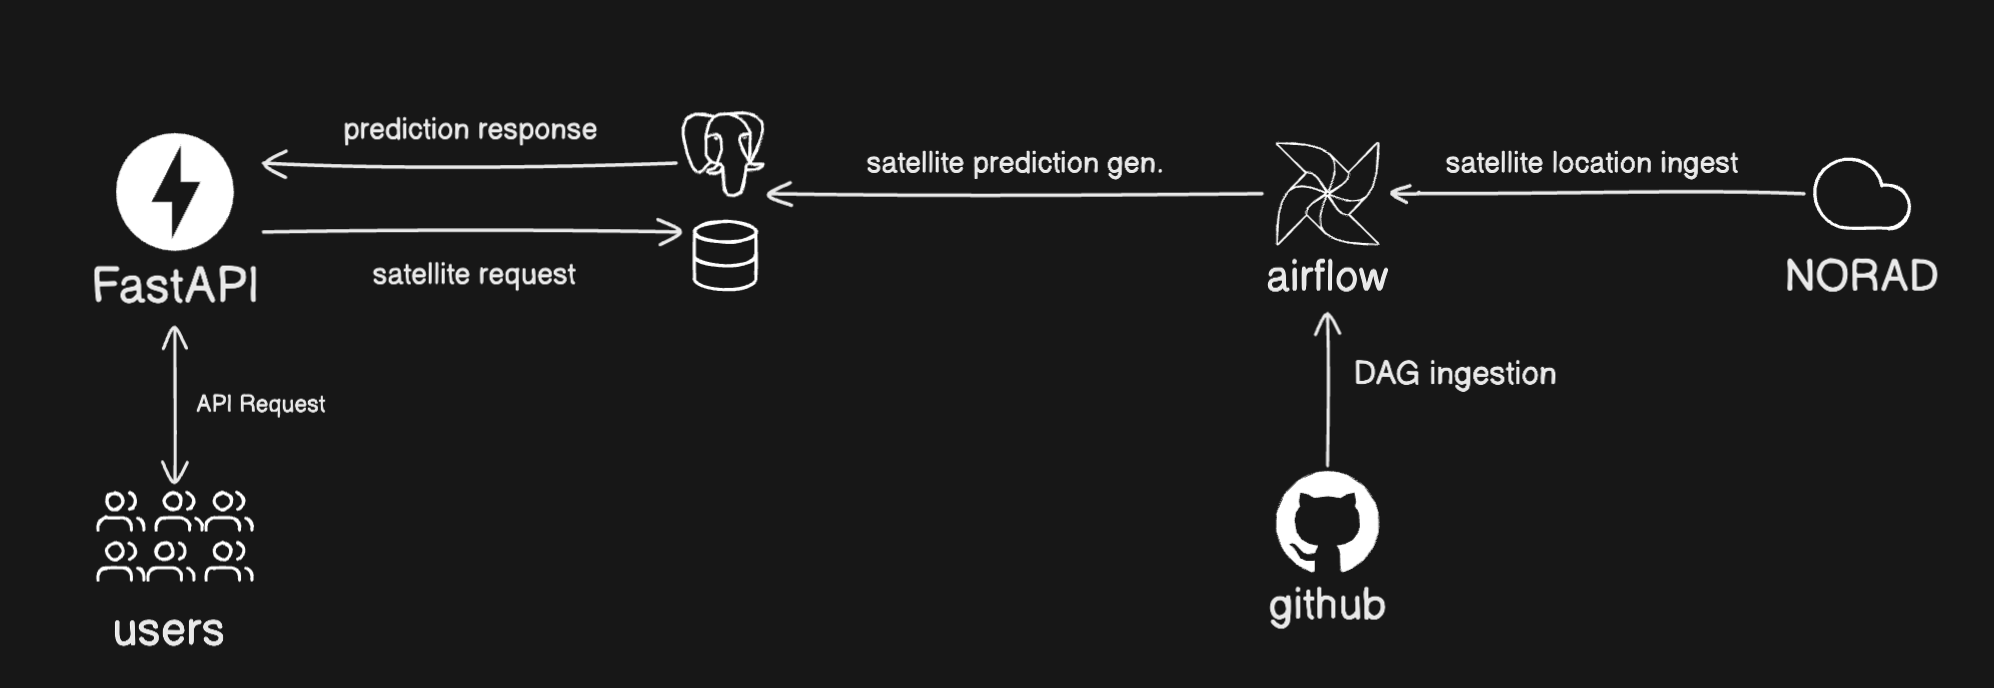 prediction response
satellite prediction gen.
satellite location ingest
FastAPI
satellite request
airflow
NORAD
API Request
DAG ingestion
users
github